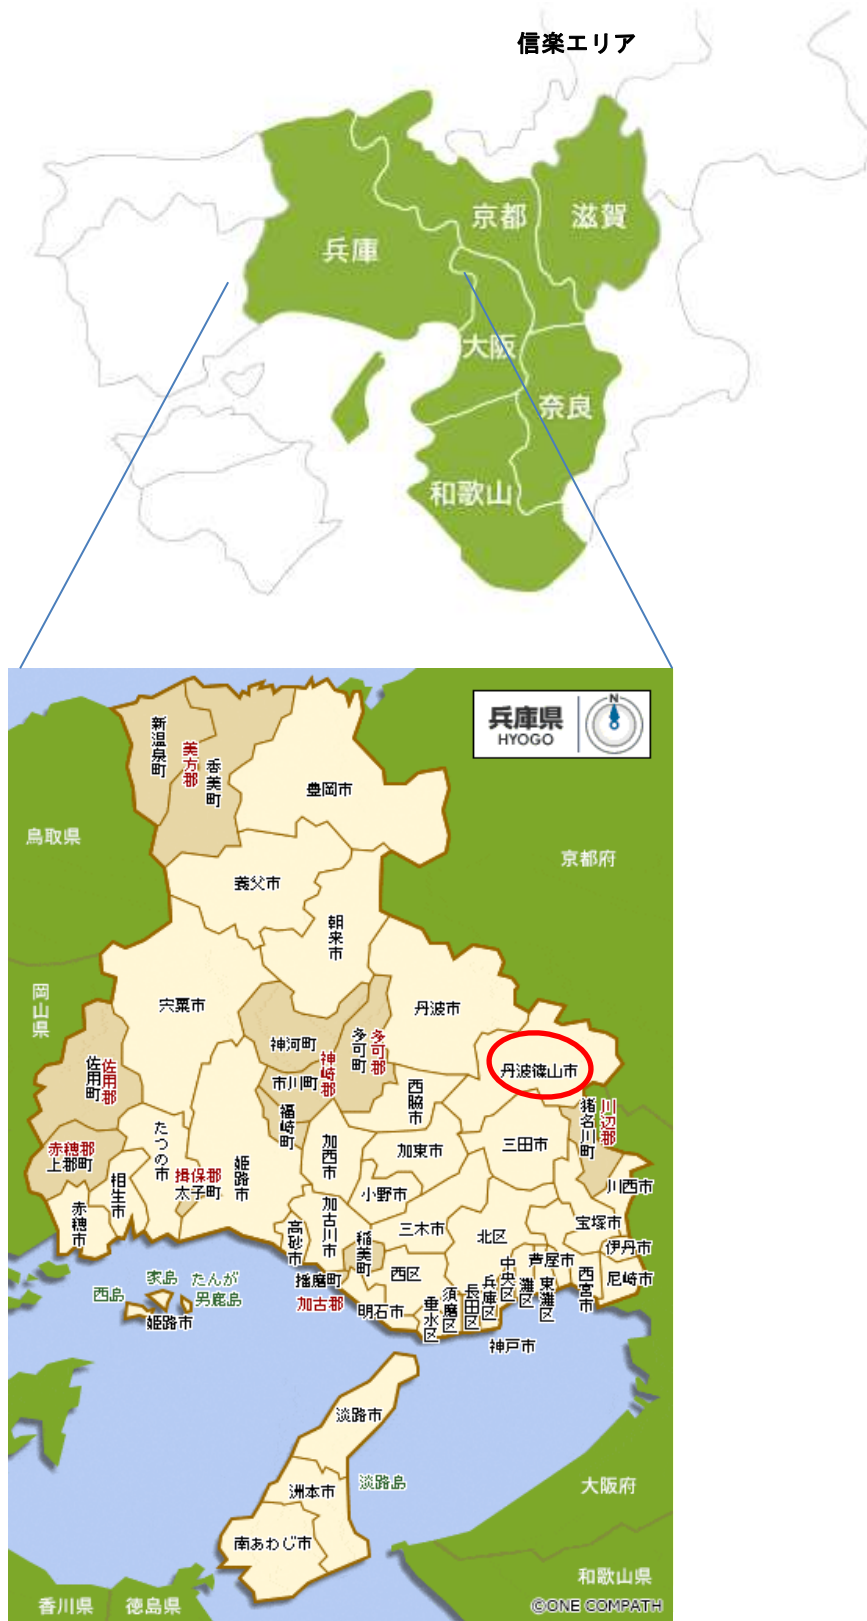 信楽エリア
京都
滋賀
兵庫
大阪
奈良
和歌山
兵庫県
HYOGO
N
新温泉町
美方郡
香美町
豊岡市
鳥取県
京都府
養父市
朝来市
岡山県
宍粟市
丹波市
神河町
多可町
多可郡
丹波篠山市
佐用町
佐用郡
市川町
神崎郡
福崎町
西脇市
猪名川町
川辺郡
たつの市
加西市
加東市
三田市
赤穂郡
上郡町
相生市
揖保郡
太子町
姫路市
小野市
川西市
赤穂市
高砂市
加古川市
稲美町
三木市
北区
宝塚市
伊丹市
播磨町
加古郡
西区
明石市
垂水区
須磨区
長田区
兵庫区
中央区
灘区
東灘区
芦屋市
西宮市
尼崎市
神戸市
西島
家島
たんが
男鹿島
姫路市
淡路市
洲本市
淡路島
南あわじ市
大阪府
和歌山県
香川県
徳島県
©ONE COMPATH